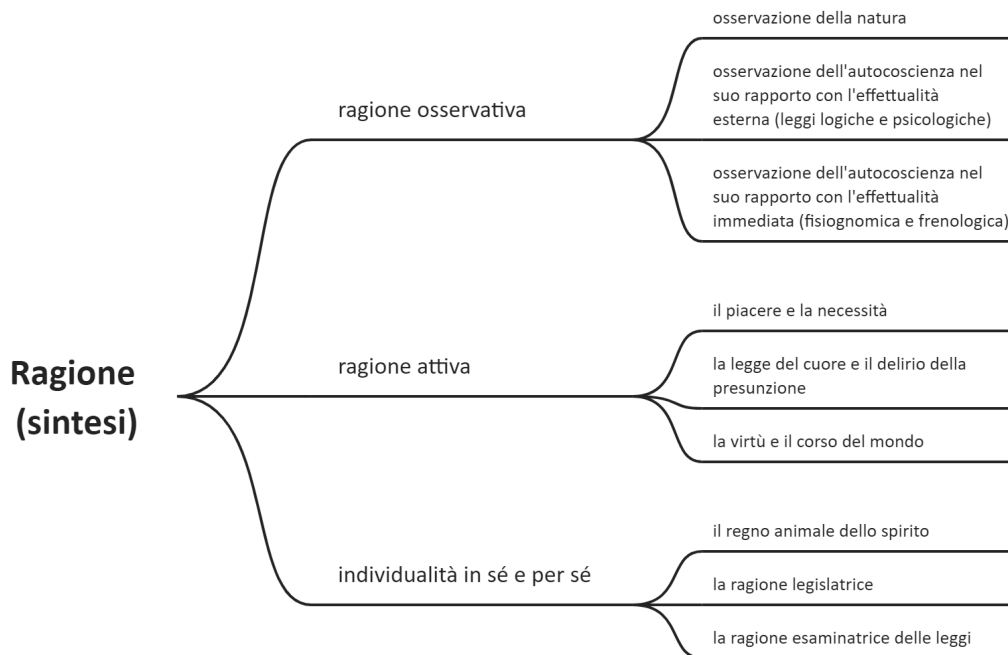 osservazione della natura
osservazione dell'autocoscienza nel
suo rapporto con l'effettualità
esterna (leggi logiche e psicologiche)
ragione osservativa
osservazione dell'autocoscienza nel
suo rapporto con l'effettualità
immediata (fisiognomica e frenologica)
il piacere e la necessità
Ragione
(sintesi)
ragione attiva
la legge del cuore e il delirio della
presunzione
la virtù e il corso del mondo
il regno animale dello spirito
individualità in sé e per sé
la ragione legislatrice
la ragione esaminatrice delle leggi